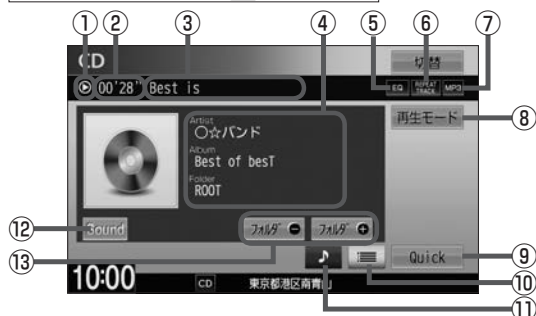 ① ② ③ ④ ⑤ ⑥ ⑦
CD 切替
00'28" Best is EQ REPEAT TRACK MP3
再生モード ⑧
Artist
○☆バンド
Album
Best of besT
Folder
ROOT
⑫ Sound フォルダ フォルダ
⑬ Quick ⑨
10:00 CD 東京都港区南青山 ⑩
⑪